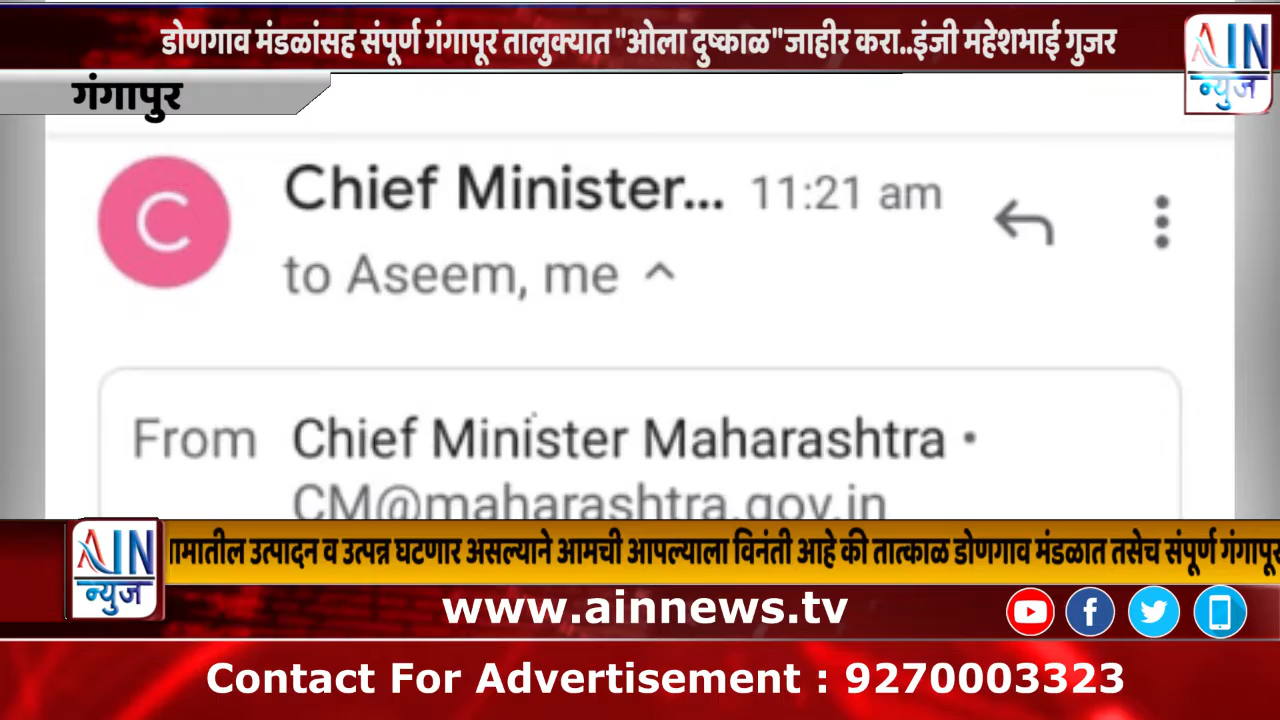 डोणगाव मंडळांसह संपूर्ण गंगापूर तालुक्यात "ओला दुष्काळ" जाहीर करा..इंजी महेशभाई गुजर
AIN
न्युज
गंगापुर
C
Chief Minister... 11:21 am
to Aseem, me
From Chief Minister Maharashtra •
CM@maharashtra.gov.in
AIN
न्युज
उत्पादन व उत्पन्न घटणार असल्याने आमची आपल्याला विनंती आहे की तात्काळ डोणगाव मंडळात तसेच संपूर्ण गंगापूर
www.ainnews.tv
Contact For Advertisement : 9270003323